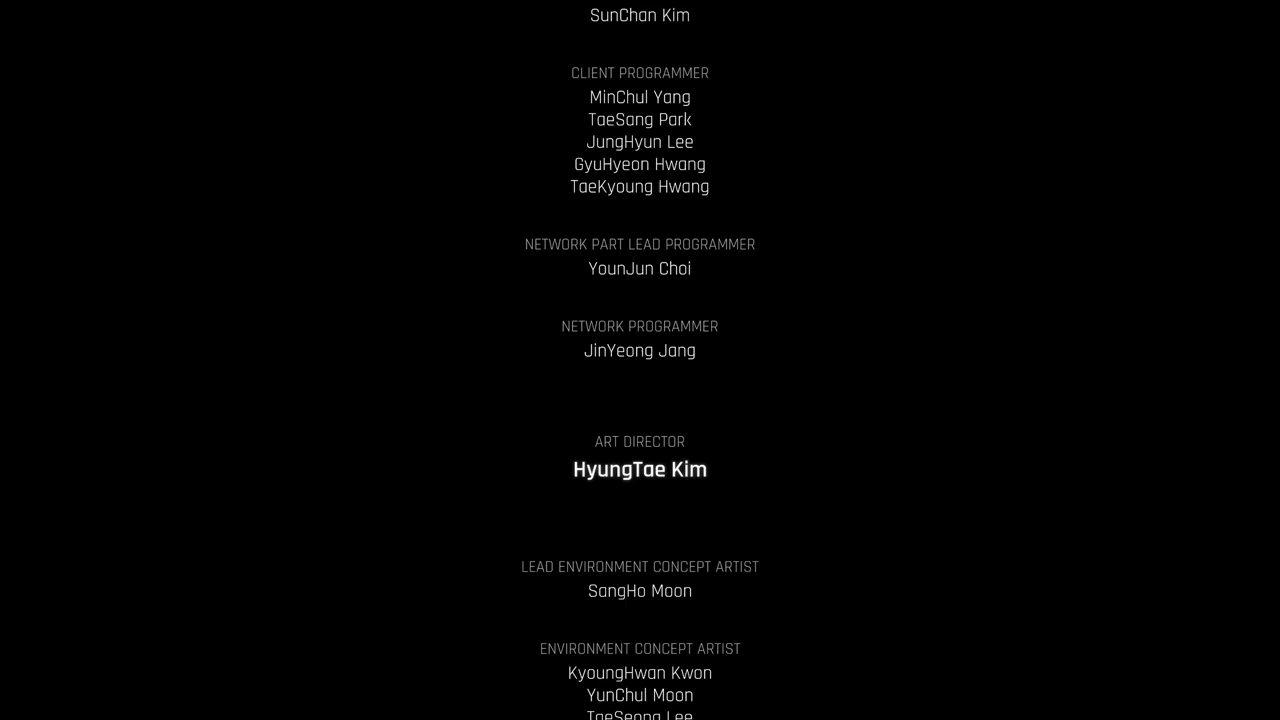 SunChan Kim
CLIENT PROGRAMMER
MinChul Yang
TaeSang Park
JungHyun Lee
GyuHyeon Hwang
TaeKyoung Hwang
NETWORK PART LEAD PROGRAMMER
YounJun Choi
NETWORK PROGRAMMER
JinYeong Jang
ART DIRECTOR
HyungTae Kim
LEAD ENVIRONMENT CONCEPT ARTIST
SangHo Moon
ENVIRONMENT CONCEPT ARTIST
KyoungHwan Kwon
YunChul Moon
TaeSeong Lee